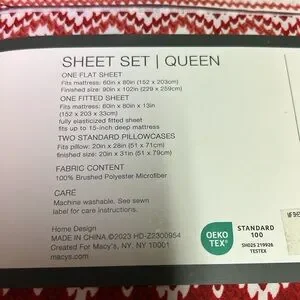 SHEET SET | QUEEN
ONE FLAT SHEET
Fits mattress: 60in x 80in (152 x 203cm)
Finished size: 90in x 102in (229 x 259cm)
ONE FITTED SHEET
Fits mattress: 60in x 80in x 13in
(152 x 203 x 33cm)
fully elasticized fitted sheet
fits up to 15-inch deep mattress
TWO STANDARD PILLOWCASES
Fits pillow: 20in x 28in (51 x 71cm)
finished size: 20in x 31in (51 x 79cm)
FABRIC CONTENT
100% Brushed Polyester Microfiber
CARE
Machine washable. See sewn
label for care instructions.
Home Design
MADE IN CHINA ©2023 HD-Z2300954
Created For Macy's, NY, NY 10001
macys.com
OEKO
TEX®
STANDARD
100
SH025 219926
TESTEX